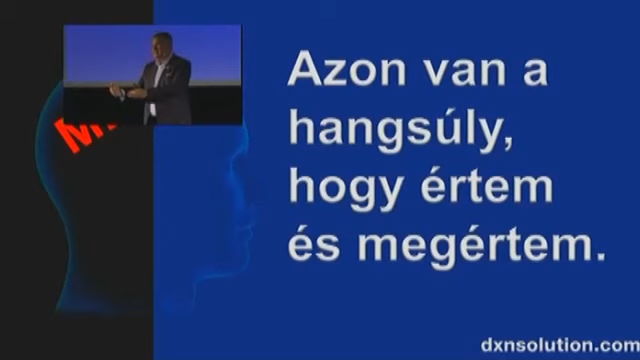 Azon van a
hangsúly,
hogy értem
és megértem.
dxnsolution.com